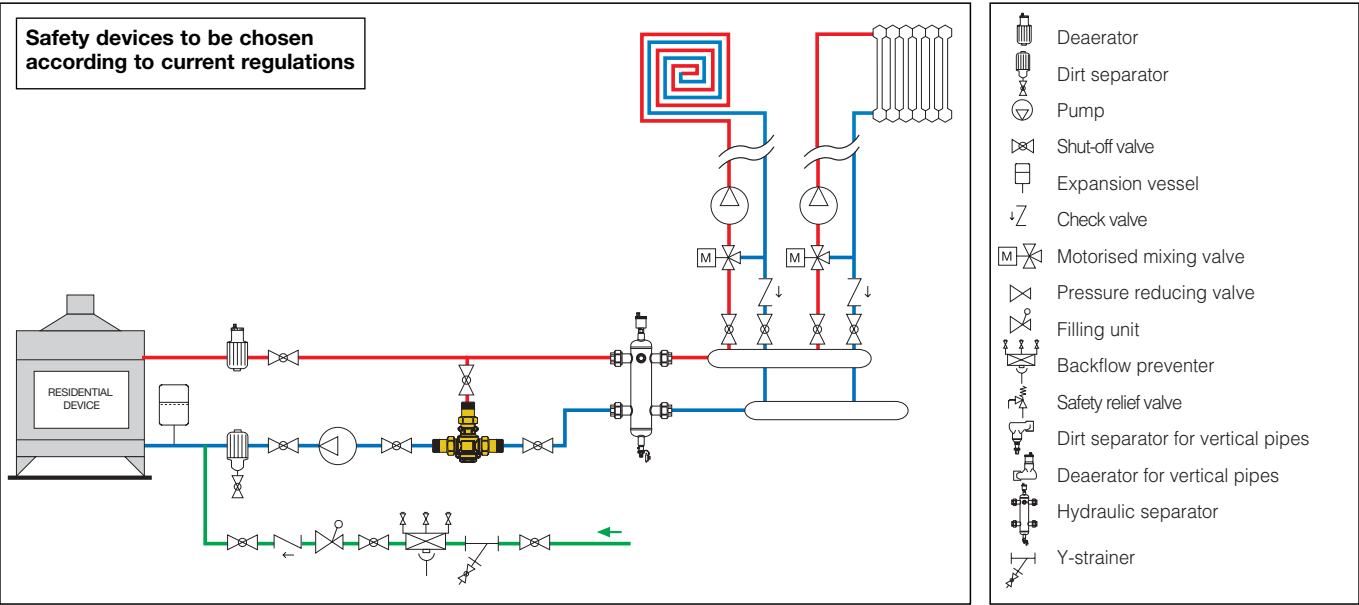 Safety devices to be chosen
according to current regulations
M
M
RESIDENTIAL
DEVICE
Deaerator
Dirt separator
Pump
Shut-off valve
Expansion vessel
Check valve
M
Motorised mixing valve
Pressure reducing valve
Filling unit
Backflow preventer
Safety relief valve
Dirt separator for vertical pipes
Deaerator for vertical pipes
Hydraulic separator
Y-strainer